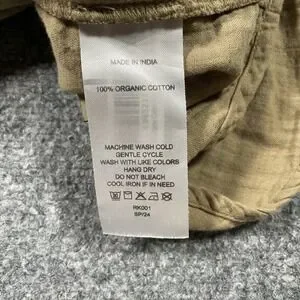 MADE IN INDIA
100% ORGANIC COTTON
MACHINE WASH COLD
GENTLE CYCLE
WASH WITH LIKE COLORS
HANG DRY
DO NOT BLEACH
COOL IRON IF IN NEED
RK001
SP/24